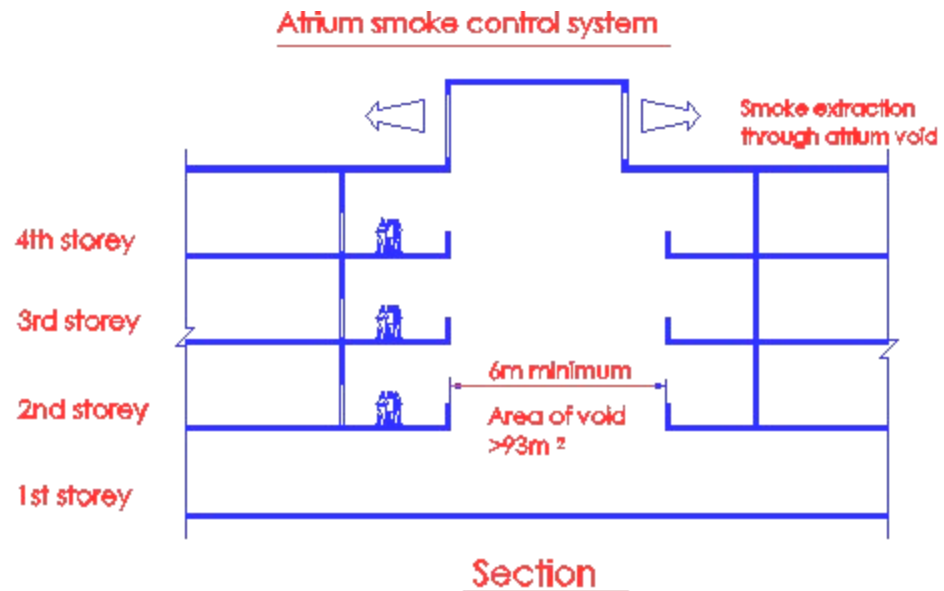 Atrium smoke control system
Smoke extraction
through atrium void
4th storey
3rd storey
6m minimum
2nd storey
Area of void
>93m ²
1st storey
Section